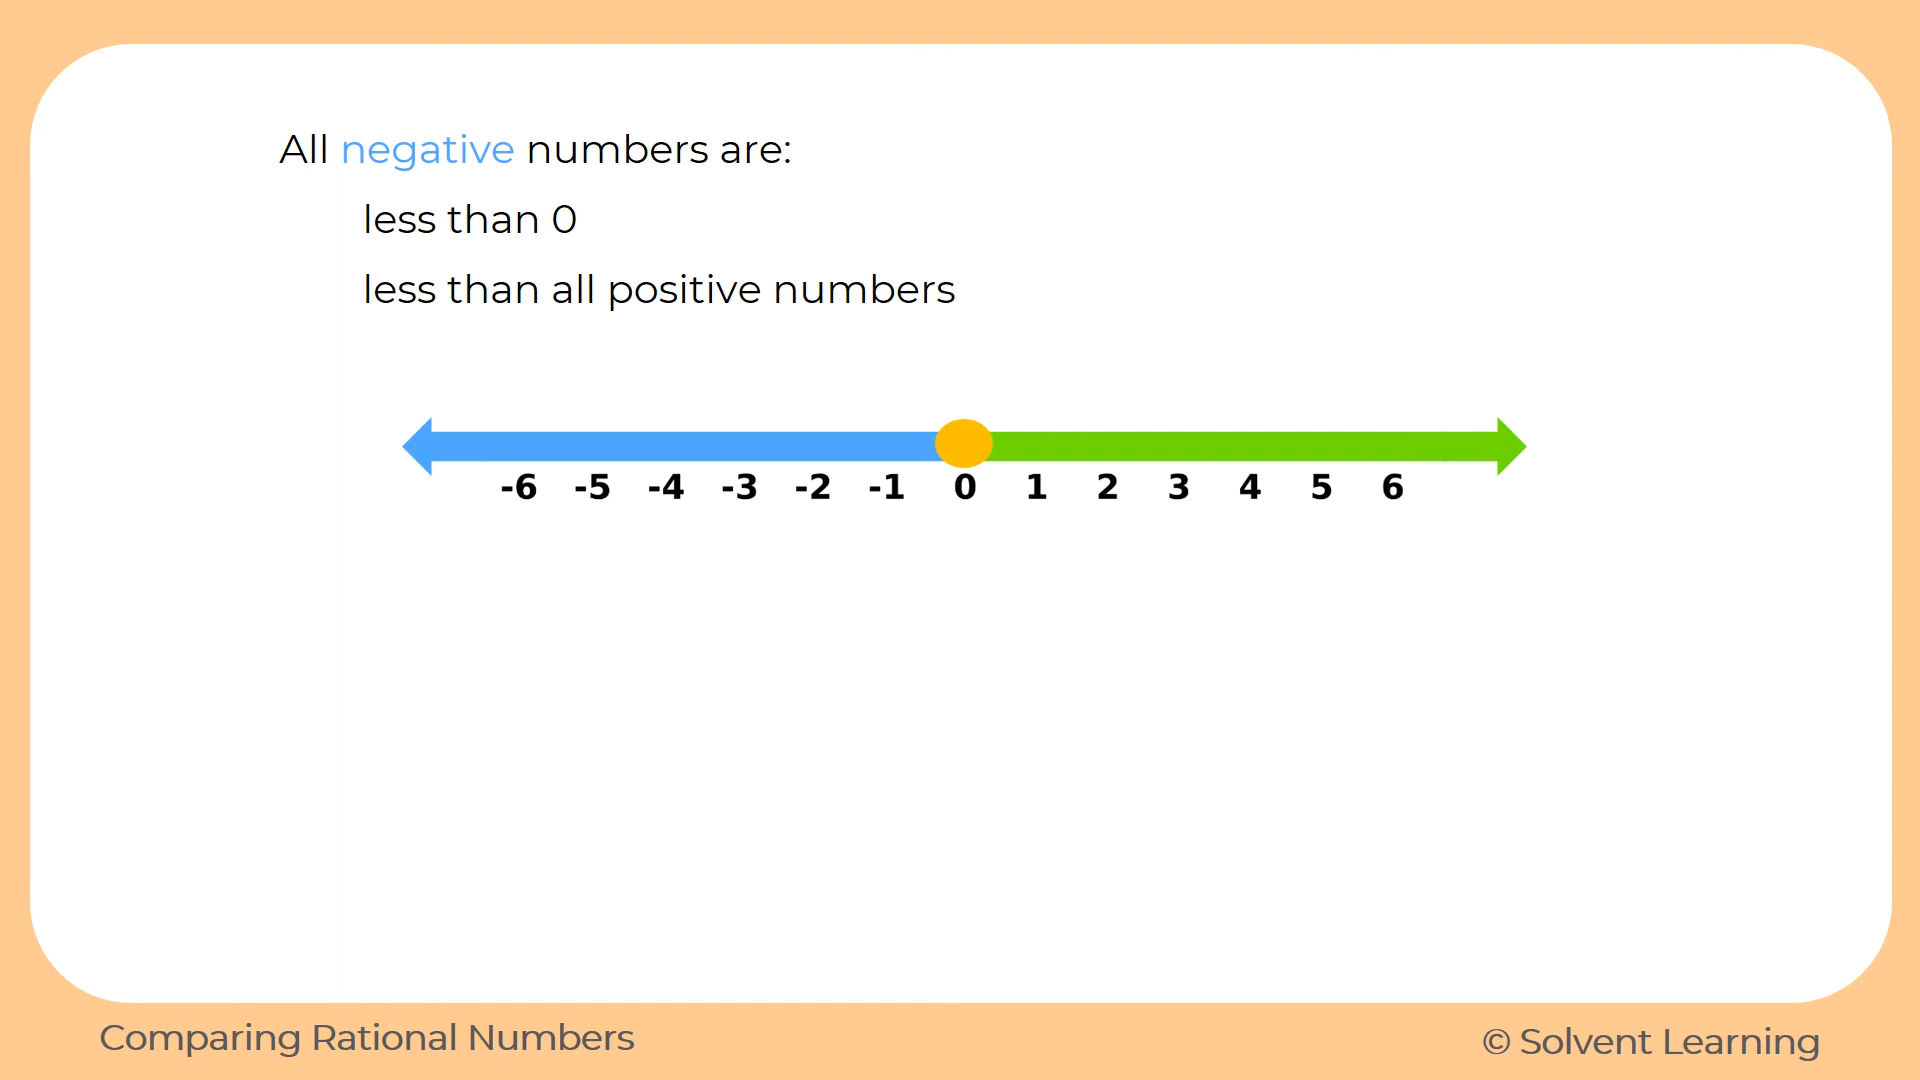 All negative numbers are:
less than 0
less than all positive numbers
-6 -5 -4 -3 -2 -1 0 1 2 3 4 5 6
Comparing Rational Numbers
© Solvent Learning